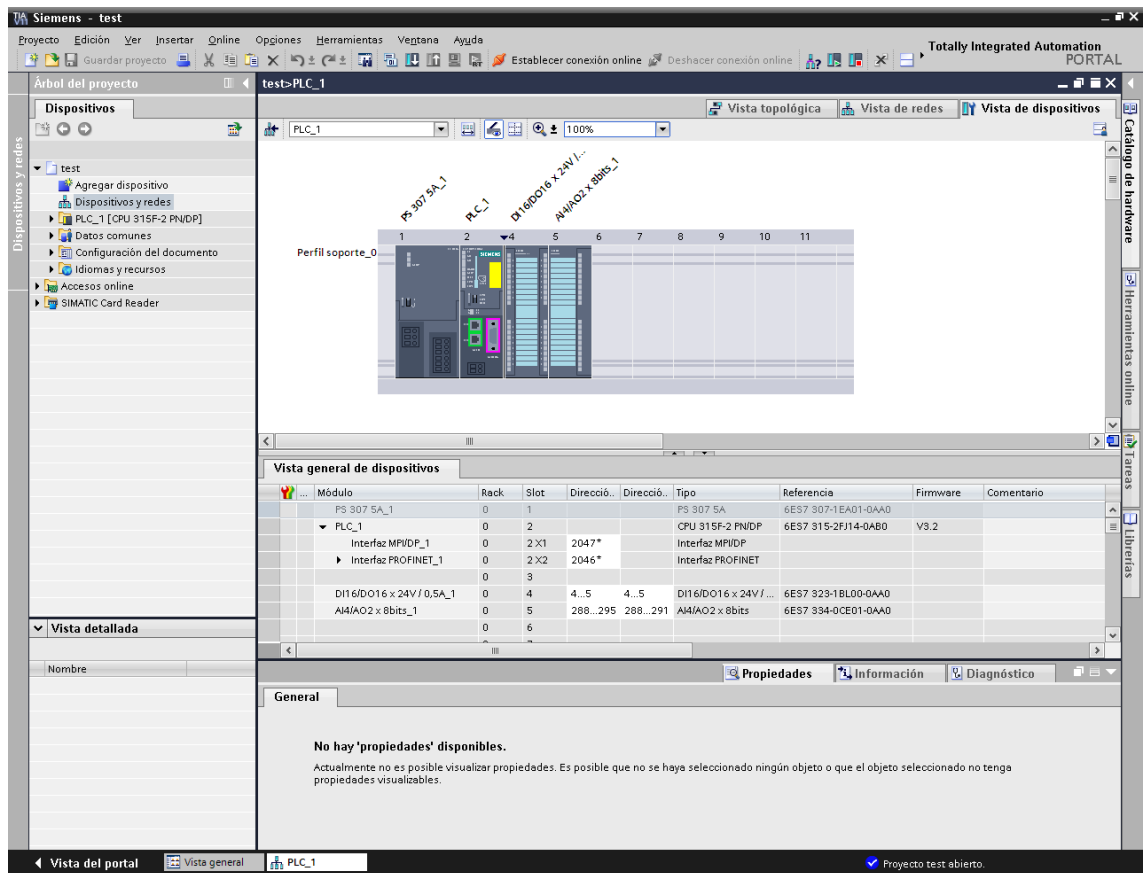 Siemens - test
Proyecto Edición Ver Insertar Online Opciones Herramientas Ventana Ayuda
Guardar proyecto Establecer conexión online Deshacer conexión online
Totally Integrated Automation
PORTAL
Árbol del proyecto
test>PLC_1
Dispositivos
Vista topológica Vista de redes Vista de dispositivos
PLC_1 100%
test
Agregar dispositivo
Dispositivos y redes
PLC_1 [CPU 315F-2 PN/DP]
Datos comunes
Configuración del documento
Idiomas y recursos
Accesos online
SIMATIC Card Reader
Dispositivos y redes
PS 307 5A_1
PLC_1
DI16/DO16 x 24V /...
AI4/AO2 x 8bits_1
1 2 4 5 6 7 8 9 10 11
Perfil soporte_0
SIEMENS
Catálogo de hardware
Herramientas online
Tareas
Librerías
Vista general de dispositivos
... Módulo Rack Slot Direcció.. Direcció.. Tipo Referencia Firmware Comentario
PS 307 5A_1 0 1 PS 307 5A 6ES7 307-1EA01-0AA0
PLC_1 0 2 CPU 315F-2 PN/DP 6ES7 315-2FJ14-0AB0 V3.2
Interfaz MPI/DP_1 0 2 X1 2047* Interfaz MPI/DP
Interfaz PROFINET_1 0 2 X2 2046* Interfaz PROFINET
0 3
DI16/DO16 x 24V / 0,5A_1 0 4 4...5 4...5 DI16/DO16 x 24V / ... 6ES7 323-1BL00-0AA0
AI4/AO2 x 8bits_1 0 5 288...295 288...291 AI4/AO2 x 8bits 6ES7 334-0CE01-0AA0
0 6
Vista detallada
Nombre
Propiedades Información Diagnóstico
General
No hay 'propiedades' disponibles.
Actualmente no es posible visualizar propiedades. Es posible que no se haya seleccionado ningún objeto o que el objeto seleccionado no tenga
propiedades visualizables.
Vista del portal Vista general PLC_1 Proyecto test abierto.